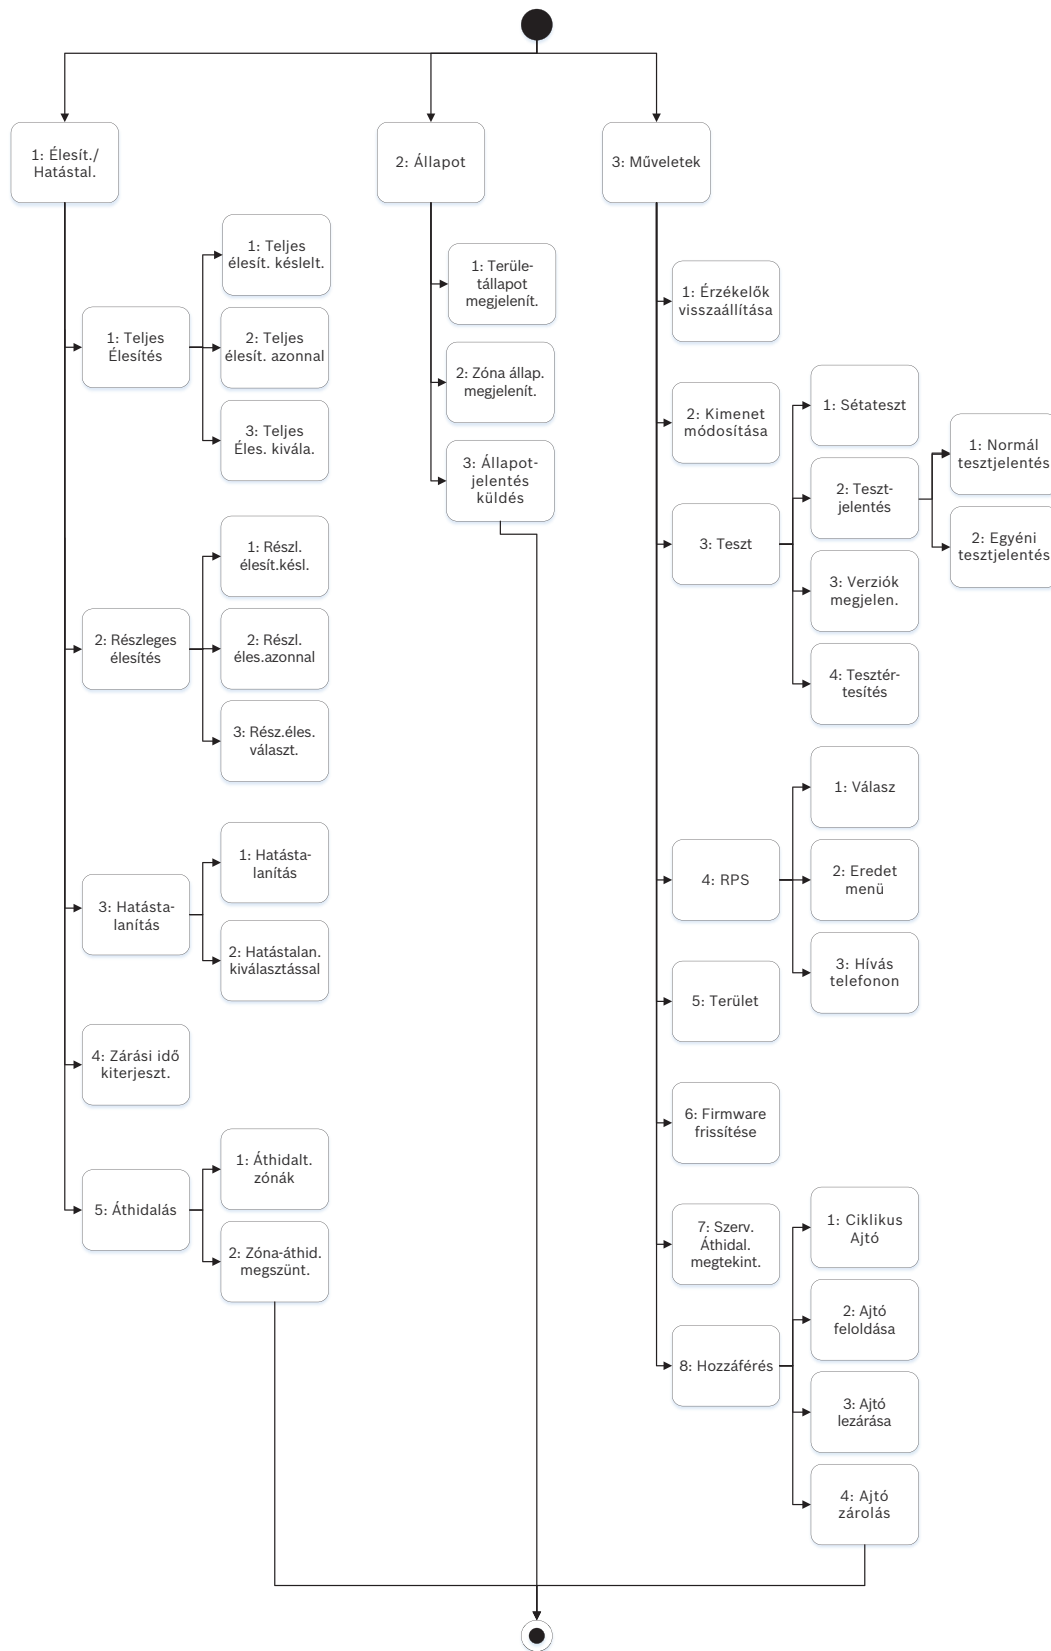 1: Élesít./
Hatástal.
1: Teljes
Élesítés
1: Teljes
élesít. késlelt.
2: Teljes
élesít. azonnal
3: Teljes
Éles. kivála.
2: Részleges
élesítés
1: Részl.
élesít.késl.
2: Részl.
éles.azonnal
3: Rész.éles.
választ.
3: Hatásta-
lanítás
1: Hatásta-
lanítás
2: Hatástalan.
kiválasztással
4: Zárási idő
kiterjeszt.
5: Áthidalás
1: Áthidalt.
zónák
2: Zóna-áthid.
megszünt.
2: Állapot
1: Terüle-
tállapot
megjelenít.
2: Zóna állap.
megjelenít.
3: Állapot-
jelentés
küldés
3: Műveletek
1: Érzékelők
visszaállítása
2: Kimenet
módosítása
3: Teszt
1: Sétateszt
2: Teszt-
jelentés
1: Normál
tesztjelentés
2: Egyéni
tesztjelentés
3: Verziók
megjelen.
4: Tesztér-
tesítés
4: RPS
1: Válasz
2: Eredet
menü
3: Hívás
telefonon
5: Terület
6: Firmware
frissítése
7: Szerv.
Áthidal.
megtekint.
8: Hozzáférés
1: Ciklikus
Ajtó
2: Ajtó
feloldása
3: Ajtó
lezárása
4: Ajtó
zárolás